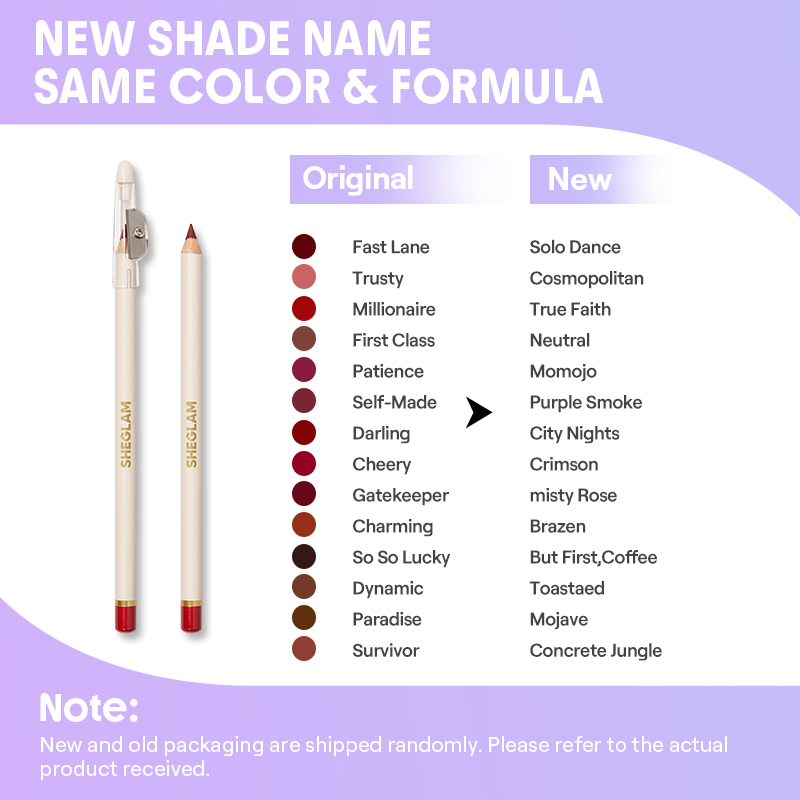 NEW SHADE NAME
SAME COLOR & FORMULA
Original New
Fast Lane Solo Dance
Trusty Cosmopolitan
Millionaire True Faith
First Class Neutral
Patience Momojo
Self-Made Purple Smoke
Darling City Nights
Cheery Crimson
Gatekeeper misty Rose
Charming Brazen
So So Lucky But First,Coffee
Dynamic Toastaed
Paradise Mojave
Survivor Concrete Jungle
SHEGLAM
SHEGLAM
Note:
New and old packaging are shipped randomly. Please refer to the actual
product received.